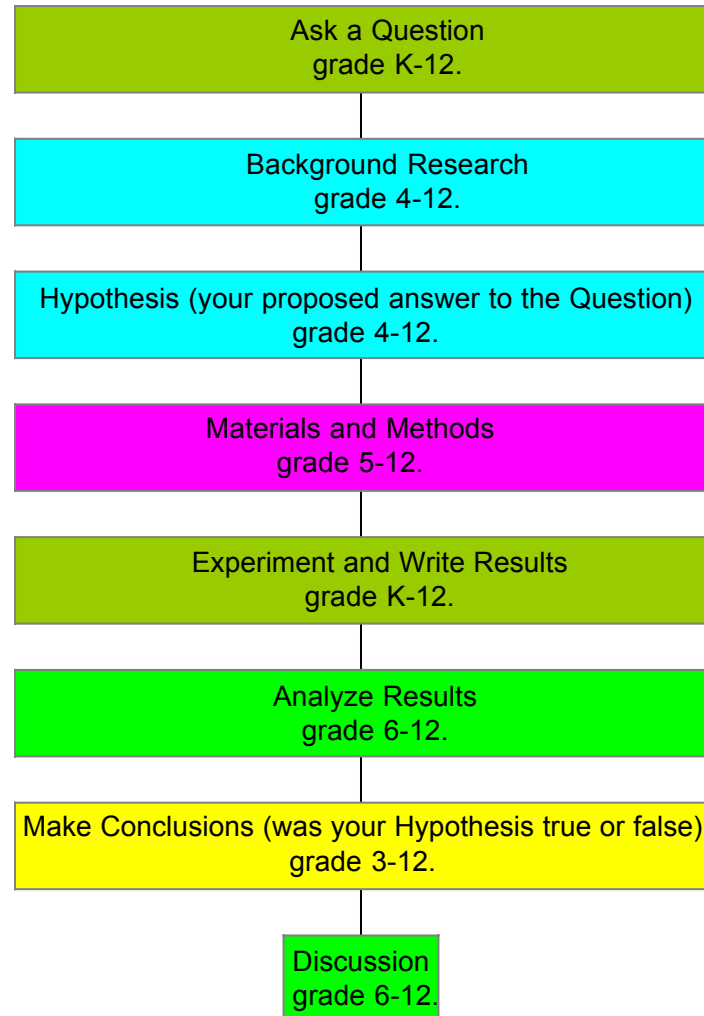 Ask a Question
grade K-12.
Background Research
grade 4-12.
Hypothesis (your proposed answer to the Question)
grade 4-12.
Materials and Methods
grade 5-12.
Experiment and Write Results
grade K-12.
Analyze Results
grade 6-12.
Make Conclusions (was your Hypothesis true or false)
grade 3-12.
Discussion
grade 6-12.